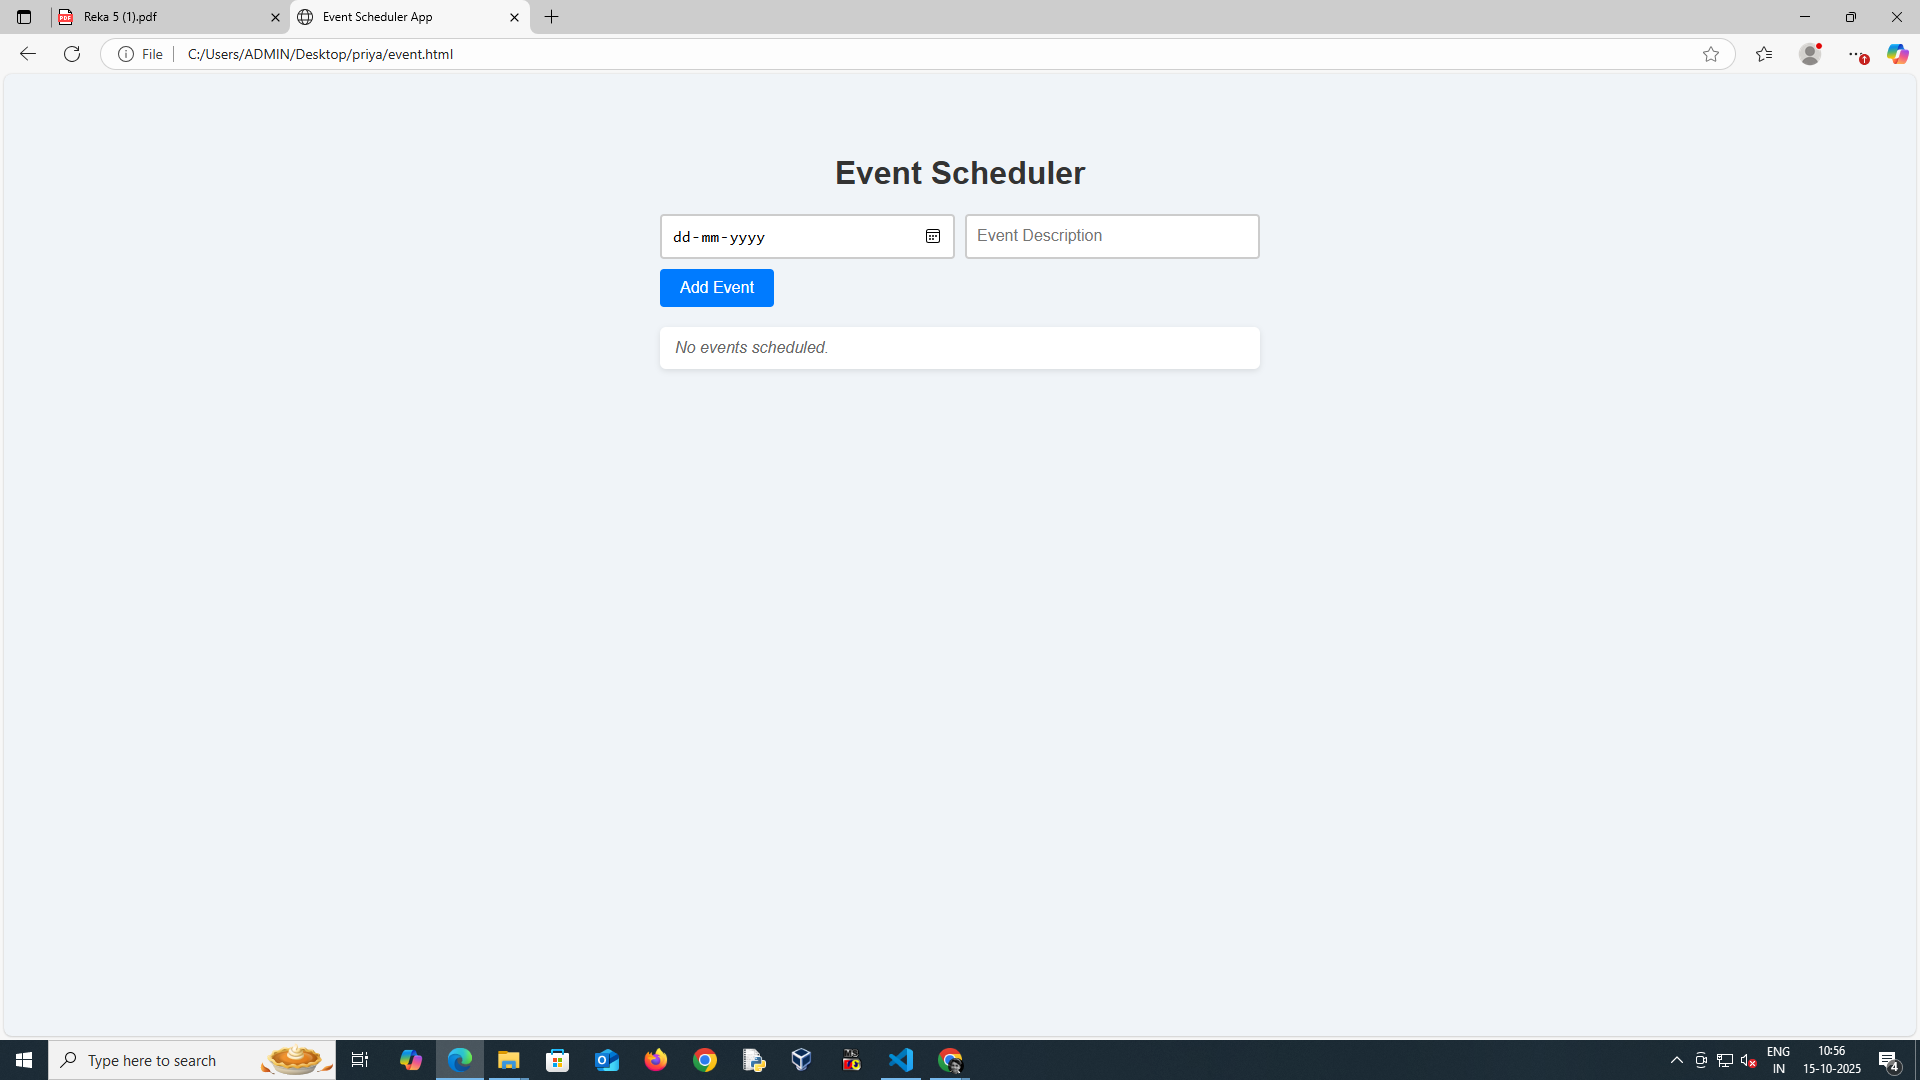 Reka 5 (1).pdf
Event Scheduler App
File
C:/Users/ADMIN/Desktop/priya/event.html
Event Scheduler
dd-mm-yyyy
Event Description
Add Event
No events scheduled.
Type here to search
ENG
IN
10:56
15-10-2025
4